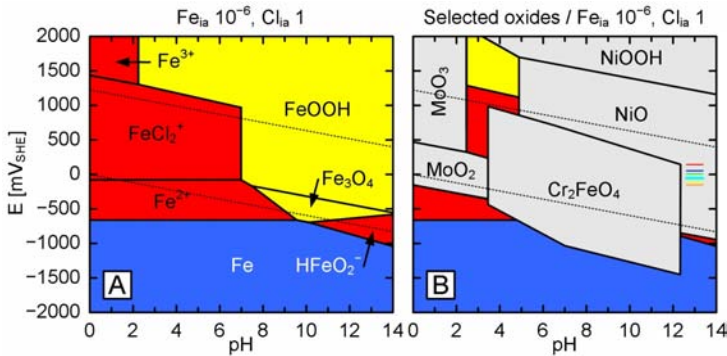 Fe_ia 10^−6, Cl_ia 1
Selected oxides / Fe_ia 10^−6, Cl_ia 1
E [mV_SHE]
2000
1500
1000
500
0
−500
−1000
−1500
−2000
Fe³⁺
FeCl₂⁺
FeOOH
Fe₃O₄
Fe²⁺
Fe
HFeO₂⁻
A
0 2 4 6 8 10 12 14
pH
MoO₃
NiOOH
NiO
MoO₂
Cr₂FeO₄
B
0 2 4 6 8 10 12 14
pH